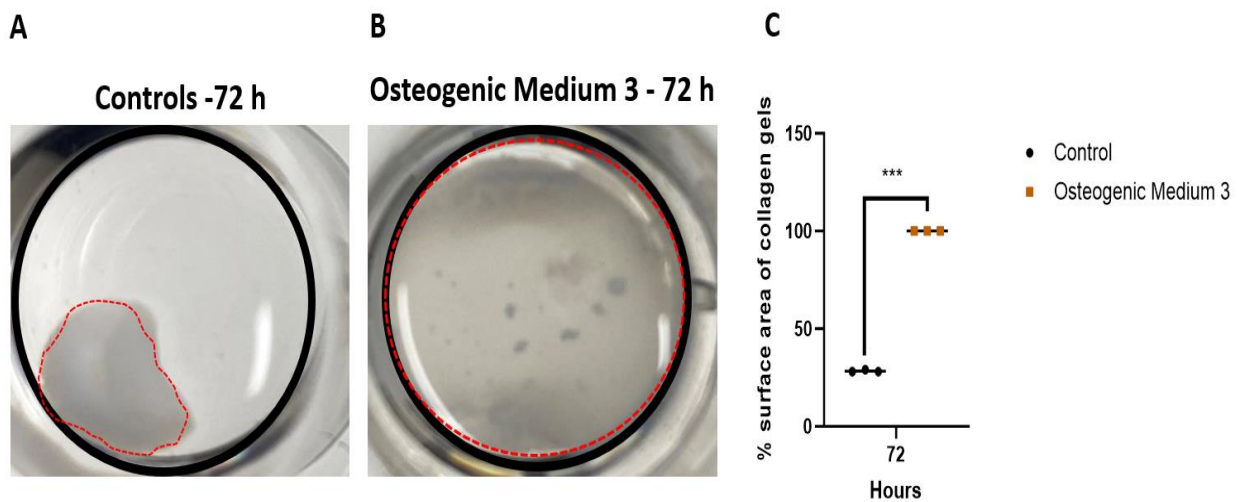 A
B
C
Controls -72 h
Osteogenic Medium 3 - 72 h
% surface area of collagen gels
150
100
50
0
***
72
Hours
Control
Osteogenic Medium 3